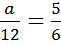 a/12 = 5/6